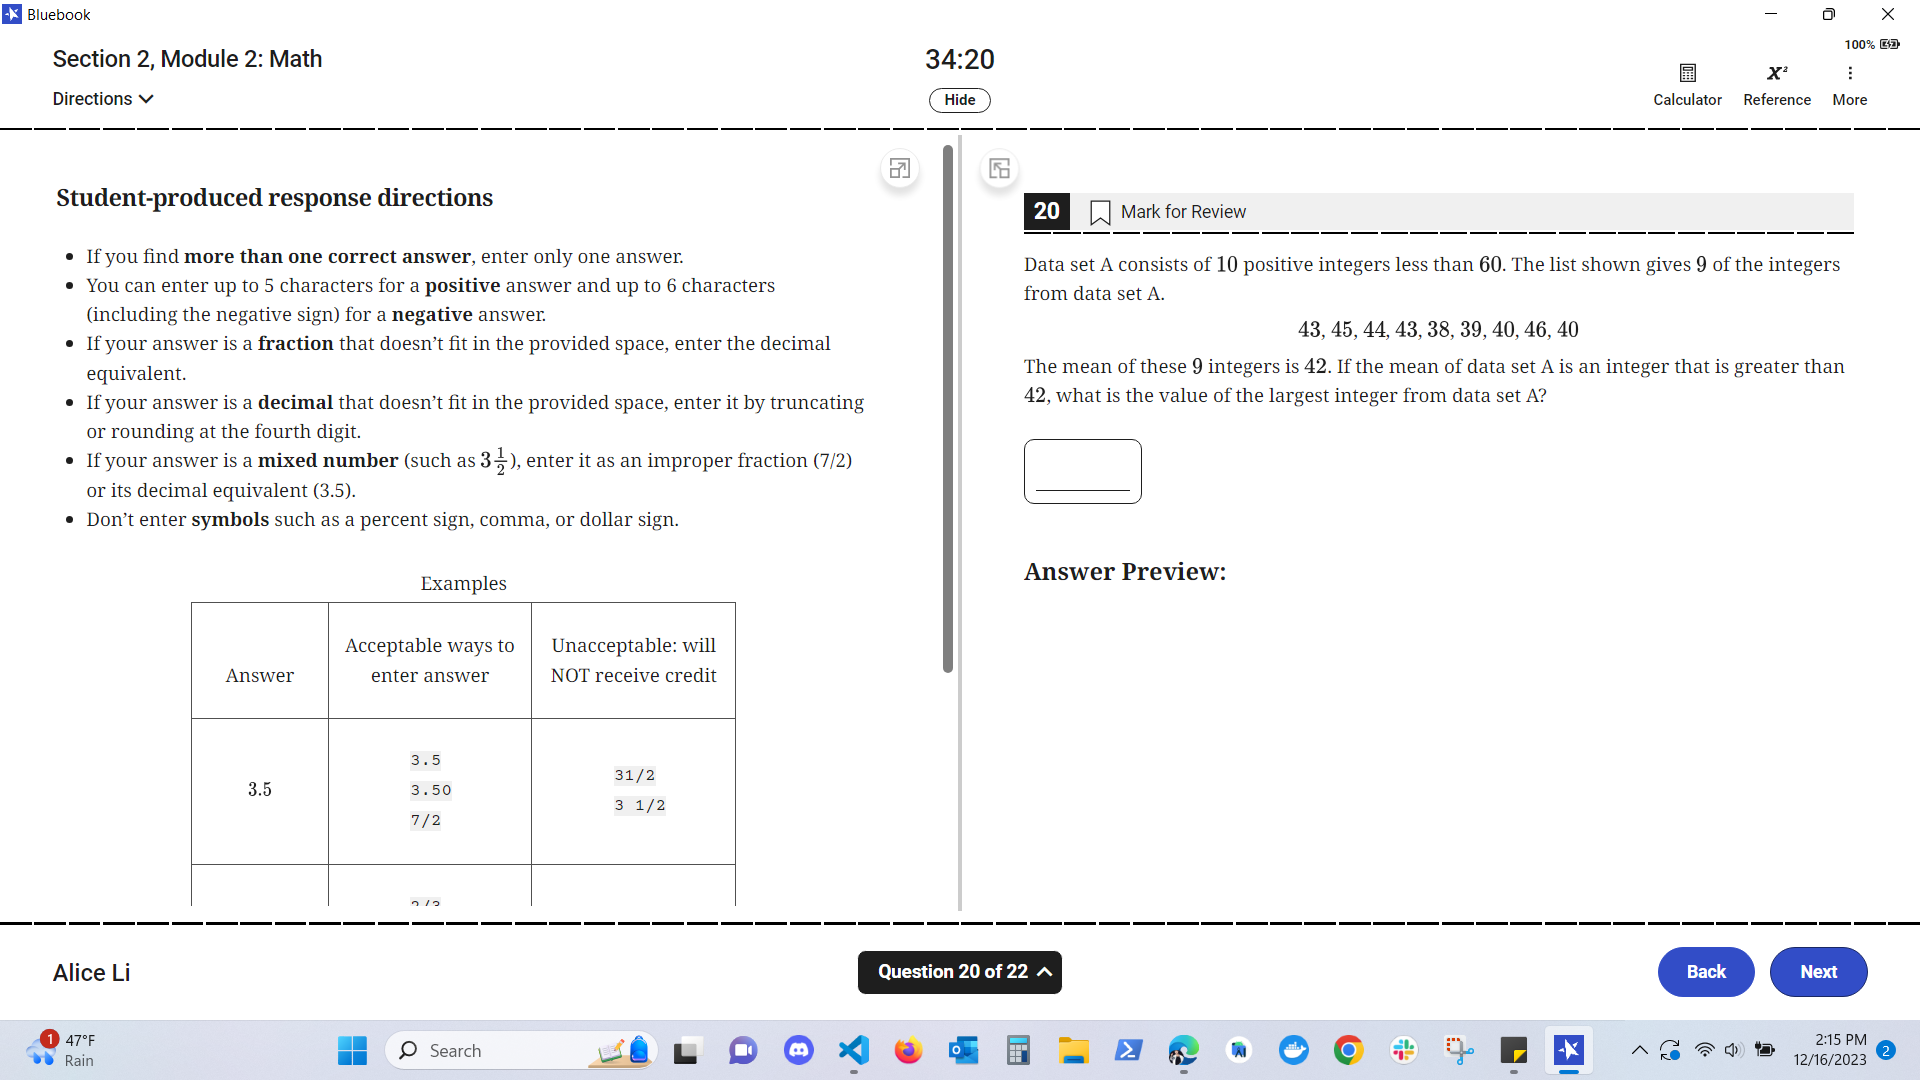 Bluebook
Section 2, Module 2: Math
34:20
100%
Directions
Hide
Calculator
Reference
More
Student-produced response directions
• If you find more than one correct answer, enter only one answer.
• You can enter up to 5 characters for a positive answer and up to 6 characters
(including the negative sign) for a negative answer.
• If your answer is a fraction that doesn’t fit in the provided space, enter the decimal
equivalent.
• If your answer is a decimal that doesn’t fit in the provided space, enter it by truncating
or rounding at the fourth digit.
• If your answer is a mixed number (such as 3 1/2), enter it as an improper fraction (7/2)
or its decimal equivalent (3.5).
• Don’t enter symbols such as a percent sign, comma, or dollar sign.
Examples
Answer
Acceptable ways to
enter answer
Unacceptable: will
NOT receive credit
3.5
3.5
3.50
7/2
31/2
3 1/2
2/3
20
Mark for Review
Data set A consists of 10 positive integers less than 60. The list shown gives 9 of the integers
from data set A.
43, 45, 44, 43, 38, 39, 40, 46, 40
The mean of these 9 integers is 42. If the mean of data set A is an integer that is greater than
42, what is the value of the largest integer from data set A?
Answer Preview:
Alice Li
Question 20 of 22
Back
Next
1
47°F
Rain
Search
2:15 PM
12/16/2023
2